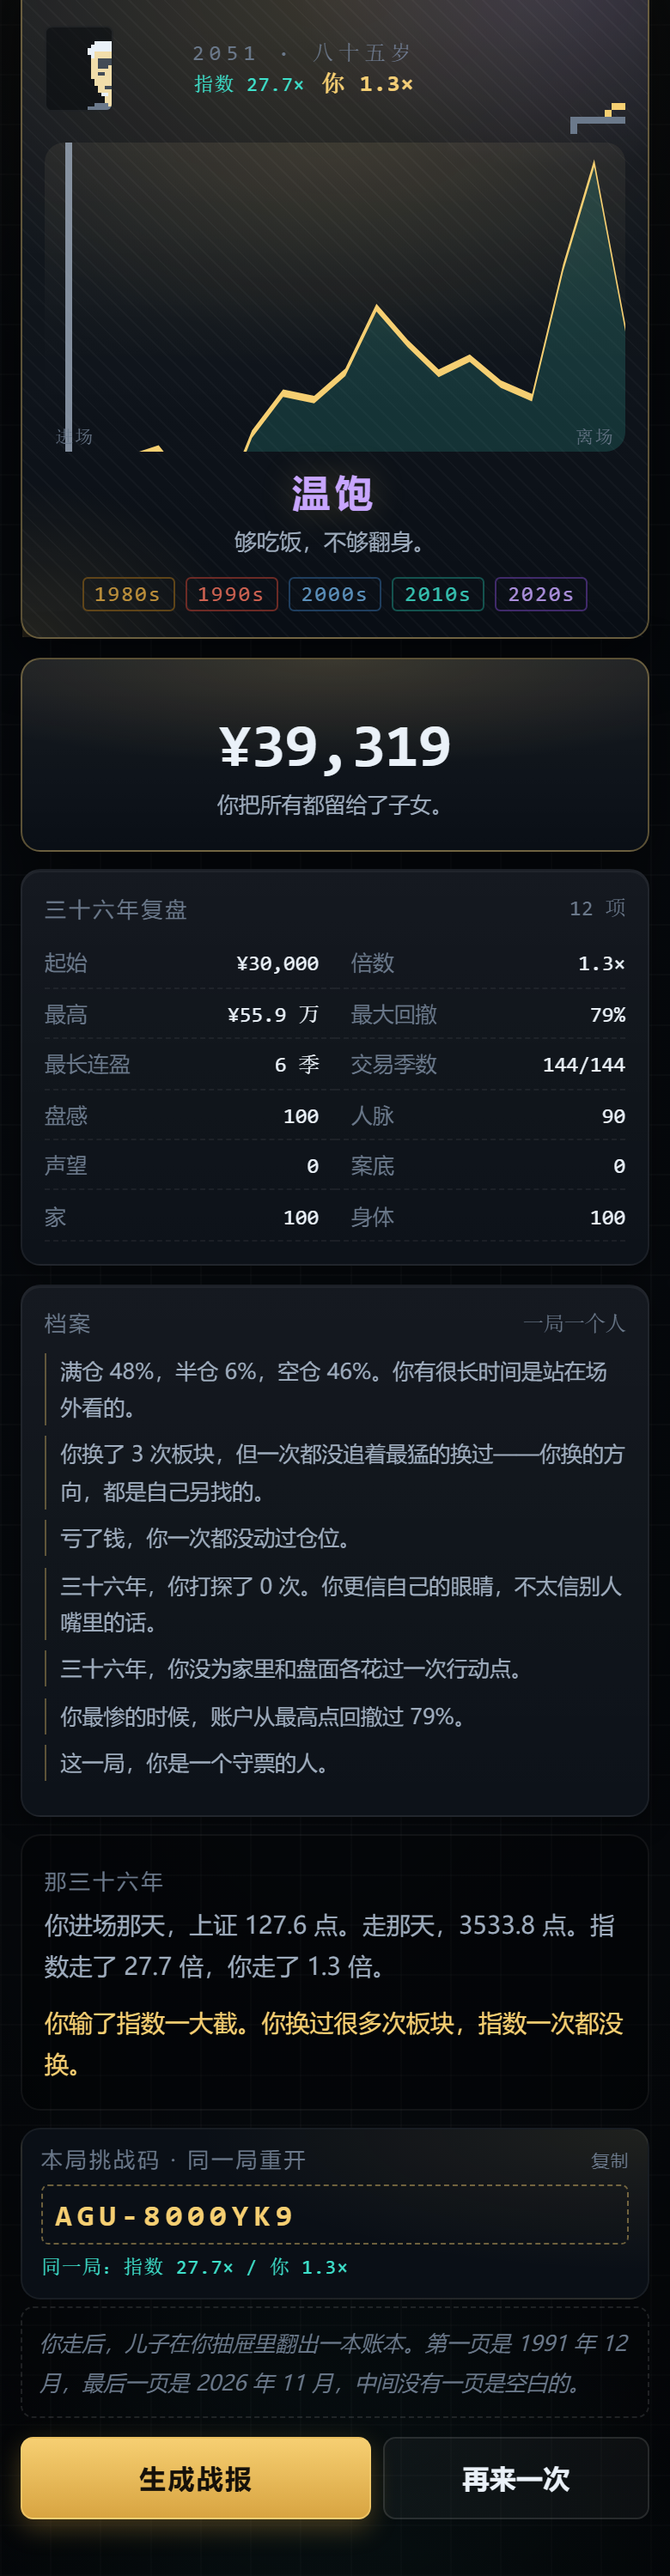 2051 · 八十五岁
指数 27.7× 你 1.3×
进场
离场
温饱
够吃饭，不够翻身。
1980s 1990s 2000s 2010s 2020s
¥39,319
你把所有都留给了子女。
三十六年复盘 12 项
起始 ¥30,000 倍数 1.3×
最高 ¥55.9 万 最大回撤 79%
最长连盈 6 季 交易季数 144/144
盘感 100 人脉 90
声望 0 案底 0
家 100 身体 100
档案 一局一个人
满仓 48%，半仓 6%，空仓 46%。你有很长时间是站在场
外看的。
你换了 3 次板块，但一次都没追着最猛的换过——你换的方
向，都是自己另找的。
亏了钱，你一次都没动过仓位。
三十六年，你打探了 0 次。你更信自己的眼睛，不太信别人
嘴里的话。
三十六年，你没为家里和盘面各花过一次行动点。
你最惨的时候，账户从最高点回撤过 79%。
这一局，你是一个守票的人。
那三十六年
你进场那天，上证 127.6 点。走那天，3533.8 点。指
数走了 27.7 倍，你走了 1.3 倍。
你输了指数一大截。你换过很多次板块，指数一次都没
换。
本局挑战码 · 同一局重开 复制
AGU-8000YK9
同一局：指数 27.7× / 你 1.3×
你走后，儿子在你抽屉里翻出一本账本。第一页是 1991 年 12
月，最后一页是 2026 年 11 月，中间没有一页是空白的。
生成战报 再来一次